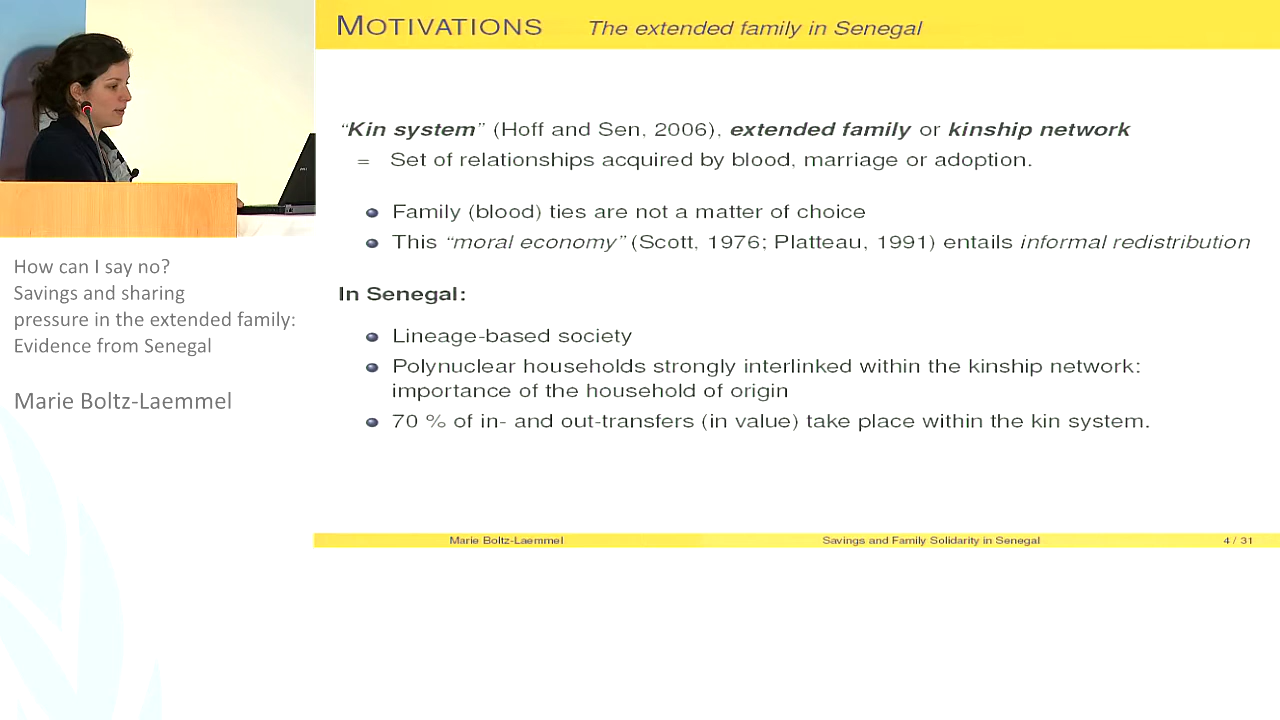 MOTIVATIONS The extended family in Senegal
“Kin system” (Hoff and Sen, 2006), extended family or kinship network
= Set of relationships acquired by blood, marriage or adoption.
Family (blood) ties are not a matter of choice
This “moral economy” (Scott, 1976; Platteau, 1991) entails informal redistribution
In Senegal:
Lineage-based society
Polynuclear households strongly interlinked within the kinship network:
importance of the household of origin
70 % of in- and out-transfers (in value) take place within the kin system.
Marie Boltz-Laemmel Savings and Family Solidarity in Senegal 4 / 31
How can I say no?
Savings and sharing
pressure in the extended family:
Evidence from Senegal
Marie Boltz-Laemmel